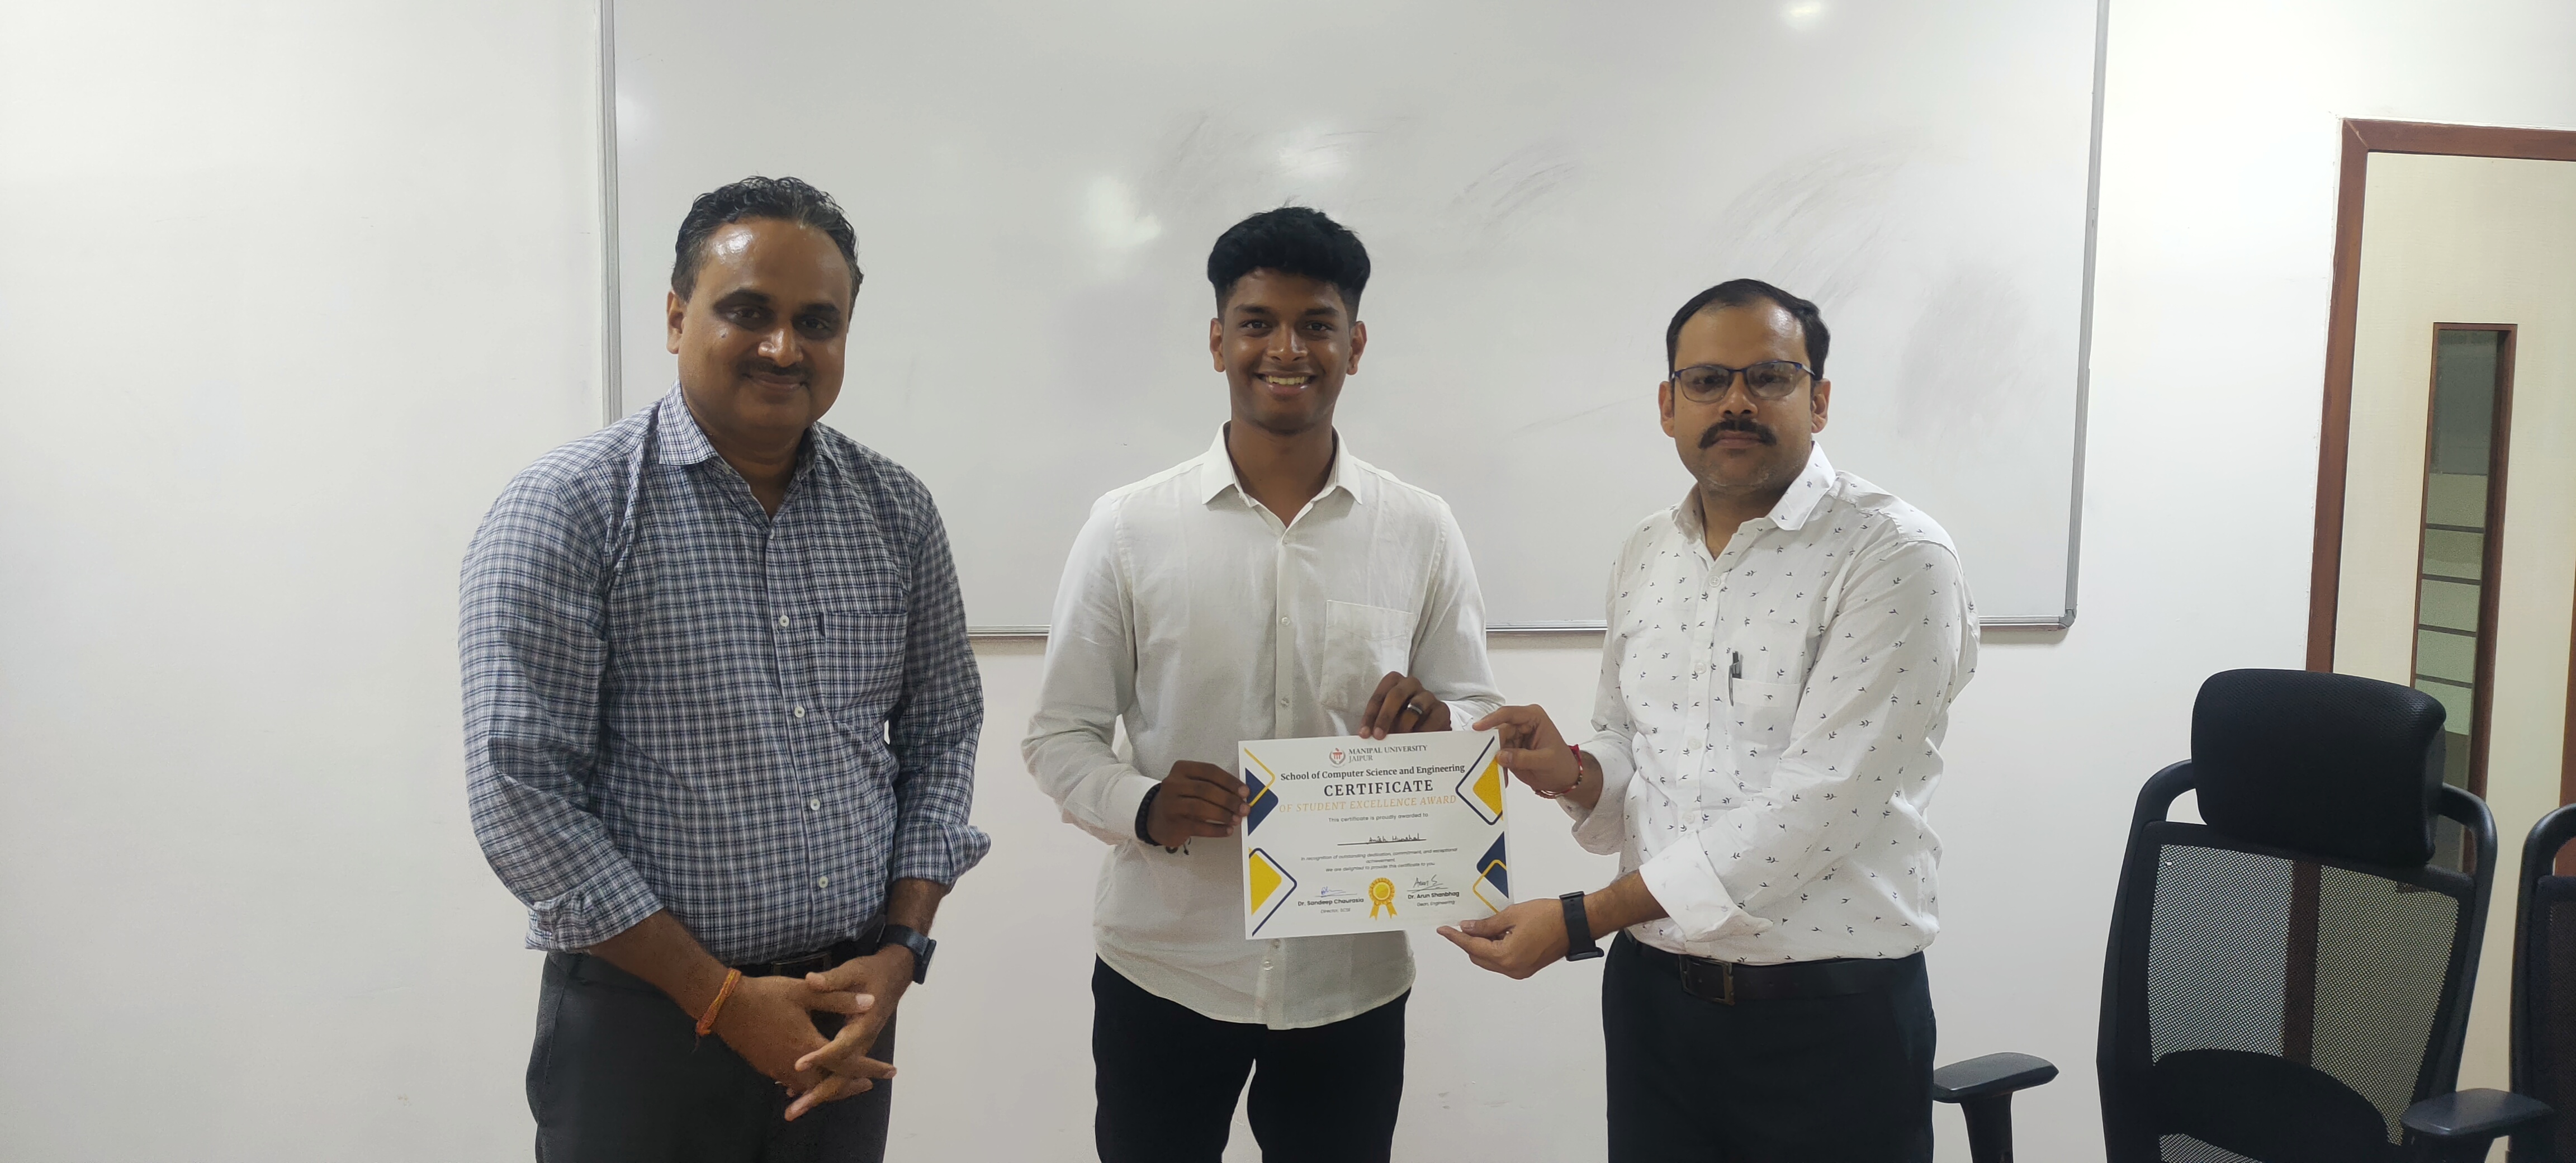 MANIPAL UNIVERSITY
JAIPUR
School of Computer Science and Engineering
CERTIFICATE
OF STUDENT EXCELLENCE AWARD
This certificate is proudly awarded to
In recognition of outstanding dedication, commitment, and exceptional
achievement
We are delighted to provide this certificate to you
Dr. Sandeep Chaurasia
Director, SCSE
Arun S
Dr. Arun Shanbhag
Dean, Engineering